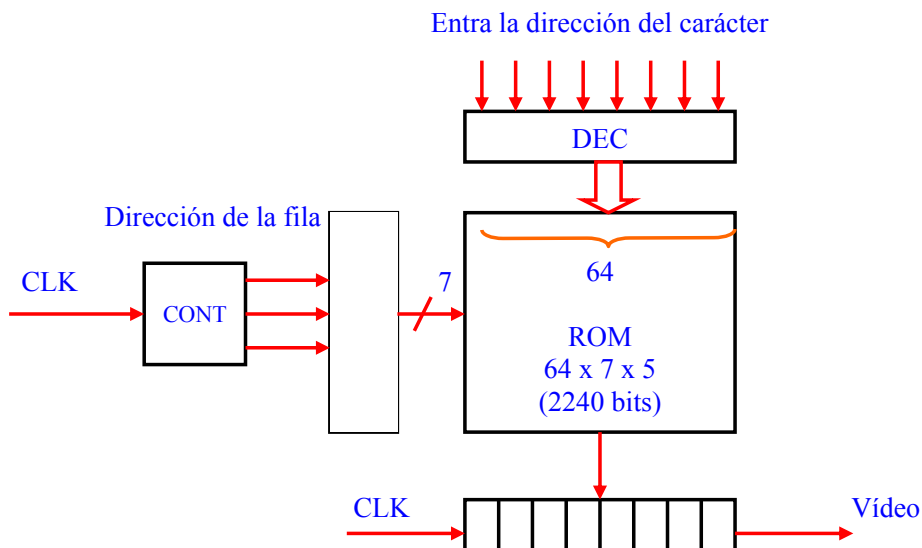 Entra la dirección del carácter
DEC
Dirección de la fila
CLK
CONT
7
64
ROM
64 x 7 x 5
(2240 bits)
CLK
Vídeo